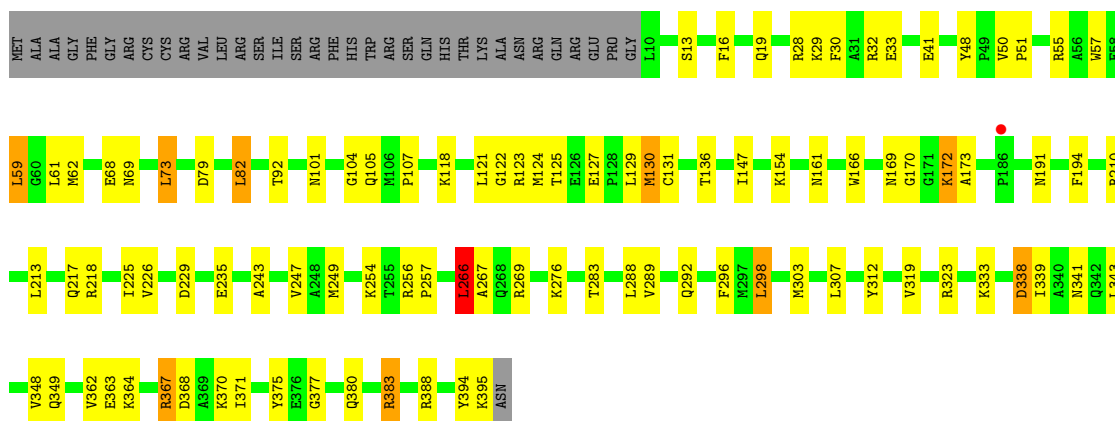 MET ALA ALA GLY PHE GLY ARG CYS CYS ARG VAL LEU ARG SER ILE SER ARG PHE HIS TRP ARG SER GLN HIS THR LYS ALA ASN ARG GLN ARG GLU PRO GLY L10 S13 F16 Q19 R28 K29 F30 A31 R32 E33 E41 Y48 P49 V50 P51 R55 A56 W57 E58
L59 G60 L61 M62 E68 N69 L73 D79 L82 T92 N101 G104 Q105 M106 P107 K118 L121 G122 R123 M124 T125 E126 E127 P128 L129 M130 C131 T136 I147 K154 N161 W166 N169 G170 G171 K172 A173 P186 N191 F194
L213 Q217 R218 I225 V226 D229 E235 A243 V247 A248 M249 K254 T255 R256 P257 L266 A267 Q268 R269 K276 T283 L288 V289 Q292 F296 M297 L298 M303 L307 Y312 V319 R323 K333 D338 I339 A340 N341 Q342
V348 Q349 V362 E363 K364 R367 D368 A369 K370 I371 Y375 E376 G377 Q380 R383 R388 Y394 K395 ASN